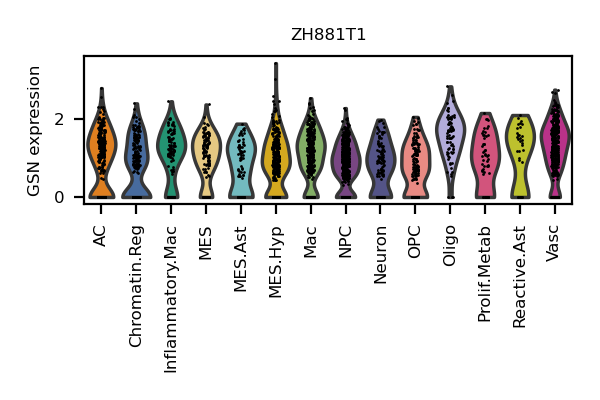 ZH881T1
GSN expression
2
0
AC
Chromatin.Reg
Inflammatory.Mac
MES
MES.Ast
MES.Hyp
Mac
NPC
Neuron
OPC
Oligo
Prolif.Metab
Reactive.Ast
Vasc